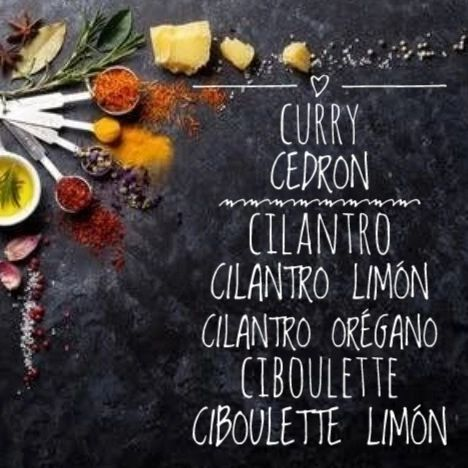 CURRY
CEDRON
CILANTRO
CILANTRO LIMÓN
CILANTRO ORÉGANO
CIBOULETTE
CIBOULETTE LIMÓN